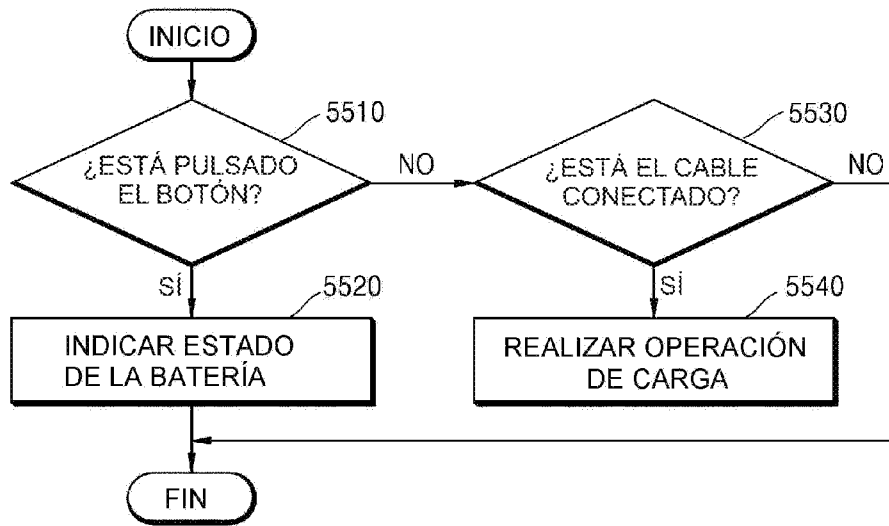 INICIO
5510
¿ESTÁ PULSADO
EL BOTÓN?
NO
5530
¿ESTÁ EL CABLE
CONECTADO?
NO
SÍ
5520
INDICAR ESTADO
DE LA BATERÍA
SÍ
5540
REALIZAR OPERACIÓN
DE CARGA
FIN